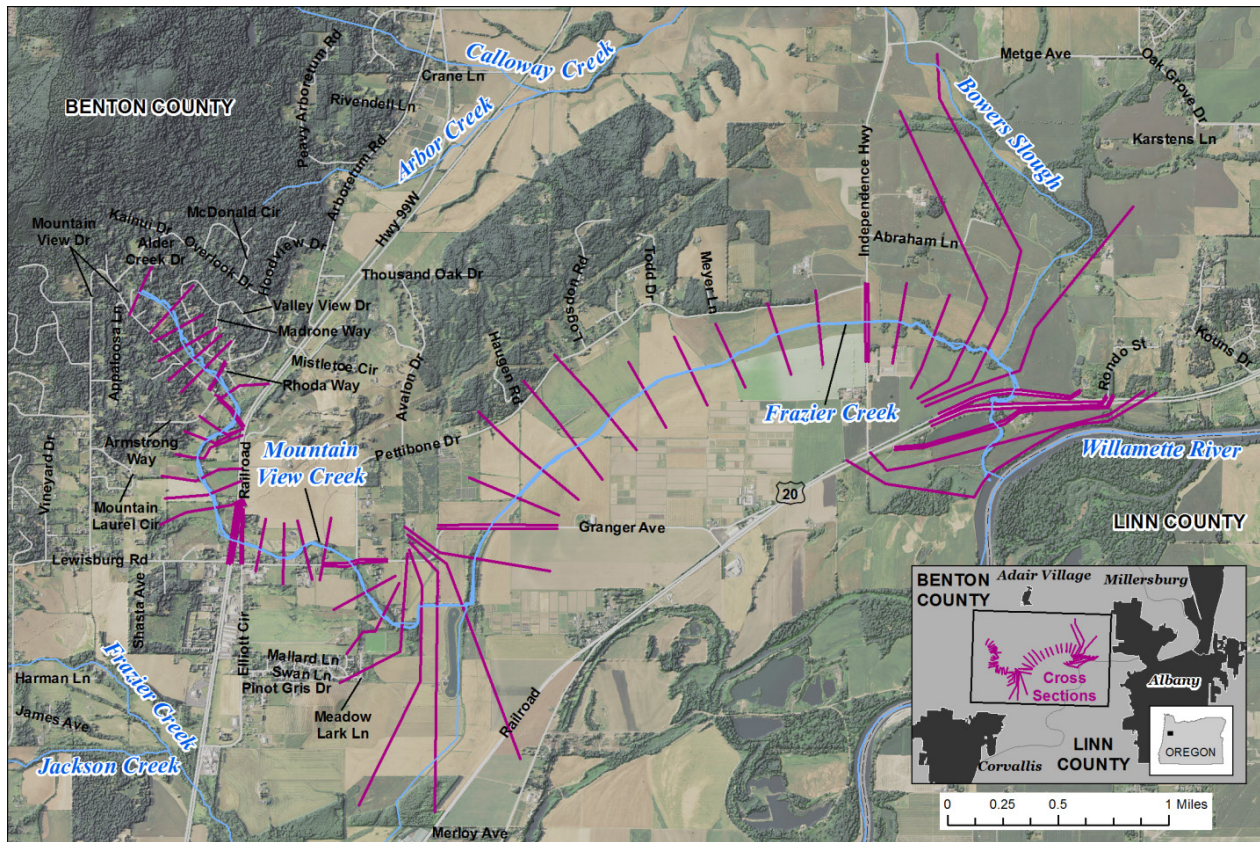 Calloway Creek
Metge Ave
Oak Grove Dr
Crane Ln
Peavy Arboretum Rd
BENTON COUNTY
Rivendell Ln
Arbor Creek
Bowers Slough
Karstens Ln
Arboretum Rd
Independence Hwy
Hwy 99W
McDonald Cir
Kaintui Dr
Mountain
View Dr
Alder
Creek Dr
Overlook Dr
Hoodview Dr
Abraham Ln
Thousand Oak Dr
Todd Dr
Meyer Ln
Logsdon Rd
Valley View Dr
Madrone Way
Appaloosa Ln
Mistletoe Cir
Rhoda Way
Haugen Rd
Avalon Dr
Rondo St
Kouns Dr
Frazier Creek
Armstrong
Way
Mountain
View Creek
Pettibone Dr
Willamette River
Vineyard Dr
Railroad
20
Mountain
Laurel Cir
Granger Ave
LINN COUNTY
Lewisburg Rd
Shasta Ave
Elliott Cir
Mallard Ln
Swan Ln
Pinot Gris Dr
Meadow
Lark Ln
Railroad
Harman Ln
Frazier Creek
James Ave
Jackson Creek
Merloy Ave
BENTON
COUNTY
Adair Village
Millersburg
Cross
Sections
Albany
Corvallis
LINN
COUNTY
OREGON
0 0.25 0.5 1 Miles